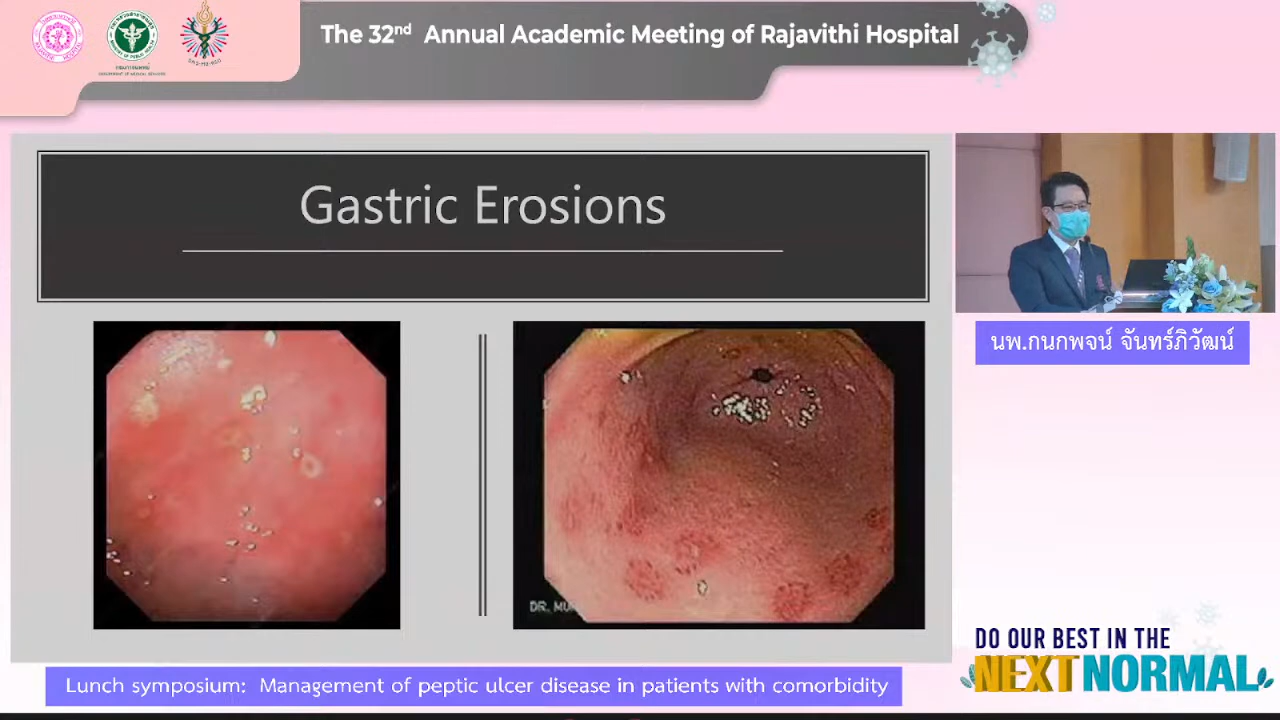 The 32nd Annual Academic Meeting of Rajavithi Hospital
Gastric Erosions
นพ.กนกพจน์ จันทร์ภิวัฒน์
DR. MU
DO OUR BEST IN THE
NEXT NORMAL
Lunch symposium: Management of peptic ulcer disease in patients with comorbidity